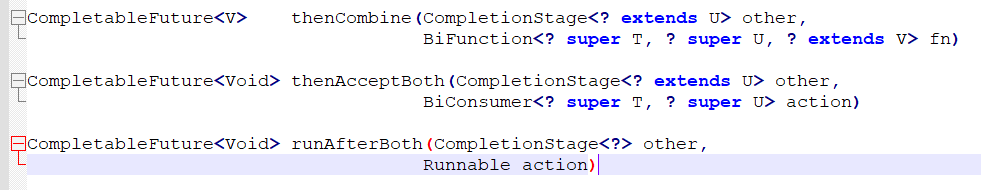 CompletableFuture<V>    thenCombine(CompletionStage<? extends U> other,
                                    BiFunction<? super T, ? super U, ? extends V> fn)
CompletableFuture<Void> thenAcceptBoth(CompletionStage<? extends U> other,
                                    BiConsumer<? super T, ? super U> action)
CompletableFuture<Void> runAfterBoth(CompletionStage<?> other,
                                    Runnable action)